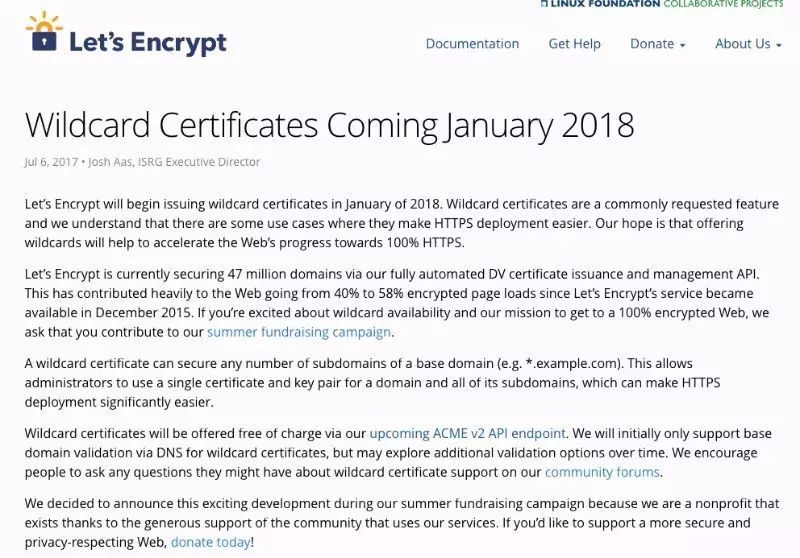 LINUX FOUNDATION COLLABORATIVE PROJECTS
Let's Encrypt
Documentation Get Help Donate About Us
Wildcard Certificates Coming January 2018
Jul 6, 2017 • Josh Aas, ISRG Executive Director
Let's Encrypt will begin issuing wildcard certificates in January of 2018. Wildcard certificates are a commonly requested feature
and we understand that there are some use cases where they make HTTPS deployment easier. Our hope is that offering
wildcards will help to accelerate the Web's progress towards 100% HTTPS.
Let's Encrypt is currently securing 47 million domains via our fully automated DV certificate issuance and management API.
This has contributed heavily to the Web going from 40% to 58% encrypted page loads since Let's Encrypt's service became
available in December 2015. If you're excited about wildcard availability and our mission to get to a 100% encrypted Web, we
ask that you contribute to our summer fundraising campaign.
A wildcard certificate can secure any number of subdomains of a base domain (e.g. *.example.com). This allows
administrators to use a single certificate and key pair for a domain and all of its subdomains, which can make HTTPS
deployment significantly easier.
Wildcard certificates will be offered free of charge via our upcoming ACME v2 API endpoint. We will initially only support base
domain validation via DNS for wildcard certificates, but may explore additional validation options over time. We encourage
people to ask any questions they might have about wildcard certificate support on our community forums.
We decided to announce this exciting development during our summer fundraising campaign because we are a nonprofit that
exists thanks to the generous support of the community that uses our services. If you'd like to support a more secure and
privacy-respecting Web, donate today!